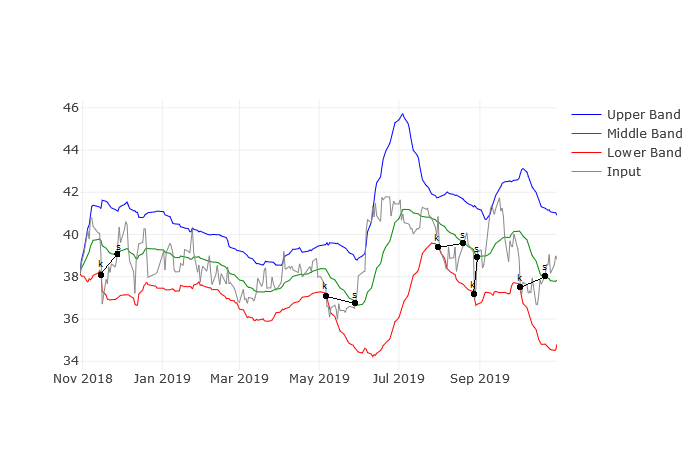 46
44
42
40
38
36
34
Nov 2018
Jan 2019
Mar 2019
May 2019
Jul 2019
Sep 2019
Upper Band
Middle Band
Lower Band
Input
k
s
k
s
k
s
k
s
k
s